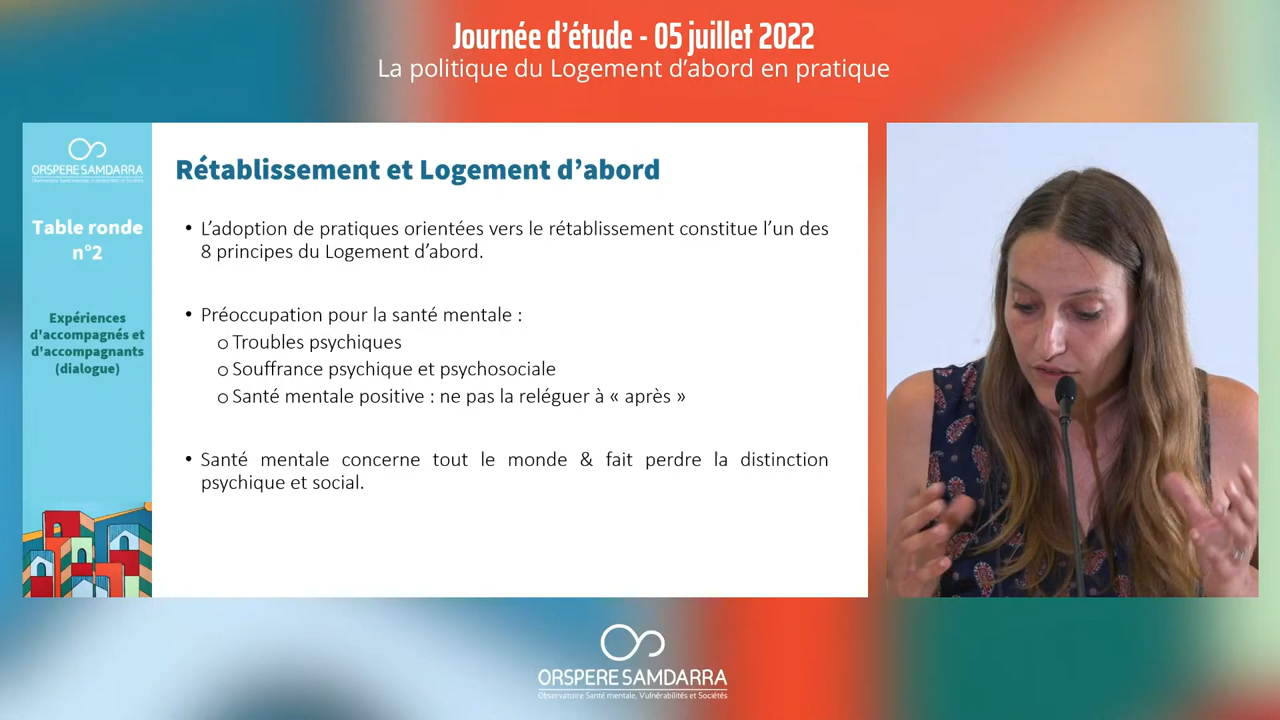 Journée d'étude - 05 juillet 2022
La politique du Logement d'abord en pratique
ORSPERE SAMDARRA
Table ronde
n°2
Expériences
d'accompagnés et
d'accompagnants
(dialogue)
Rétablissement et Logement d'abord
• L'adoption de pratiques orientées vers le rétablissement constitue l'un des
8 principes du Logement d'abord.
• Préoccupation pour la santé mentale :
o Troubles psychiques
o Souffrance psychique et psychosociale
o Santé mentale positive : ne pas la reléguer à « après »
• Santé mentale concerne tout le monde & fait perdre la distinction
psychique et social.
ORSPERE SAMDARRA
Observatoire Santé mentale, Vulnérabilités et Sociétés